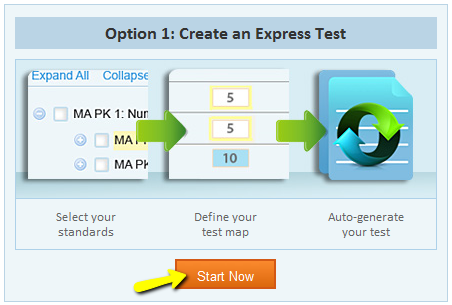 Option 1: Create an Express Test
Expand All Collapse
MA PK 1: Nur
MA P
MA PK
5
5
10
Select your
standards
Define your
test map
Auto-generate
your test
Start Now